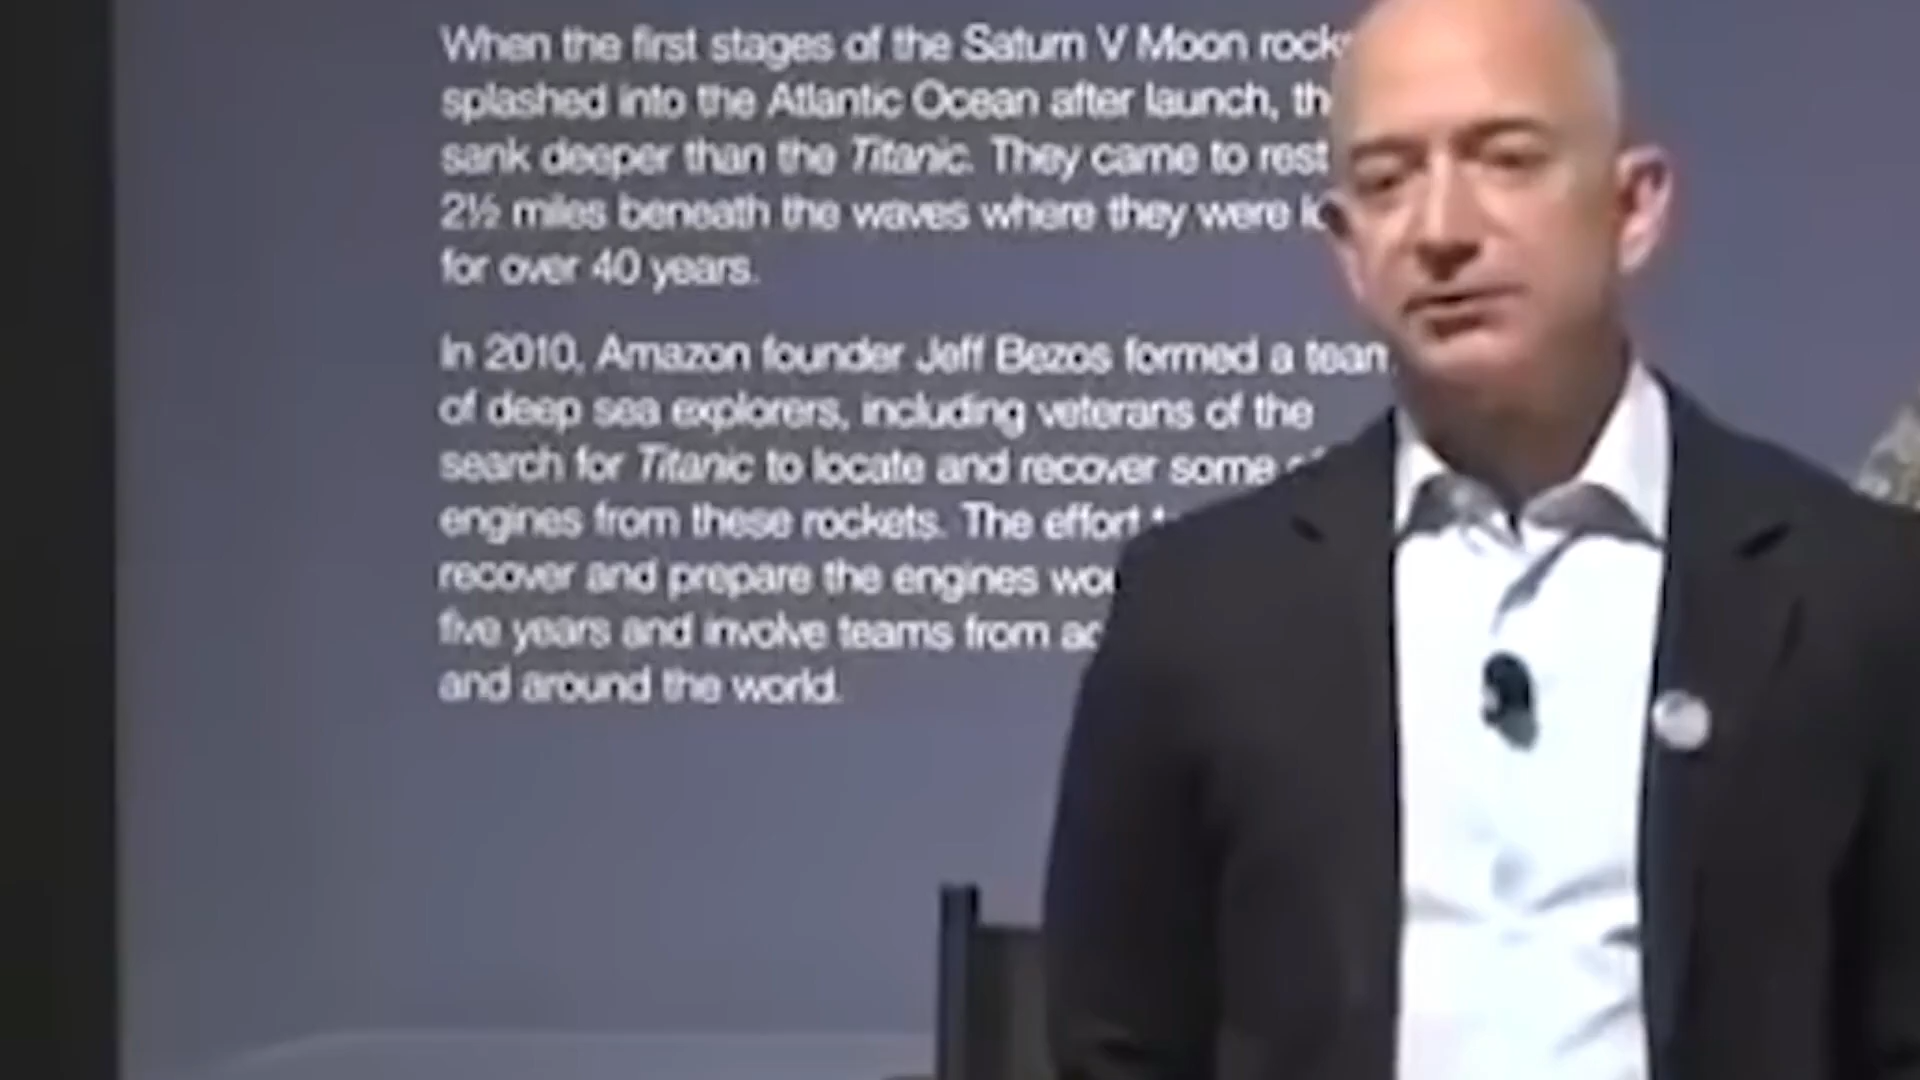 When the first stages of the Saturn V Moon
splashed into the Atlantic Ocean after launch,
sank deeper than the Titanic. They came to rest
2½ miles beneath the waves where they were
for over 40 years.
In 2010, Amazon founder Jeff Bezos formed a team
of deep sea explorers, including veterans of the
search for Titanic to locate and recover some
engines from these rockets. The effort
recover and prepare the engines
five years and involve teams from
and around the world.